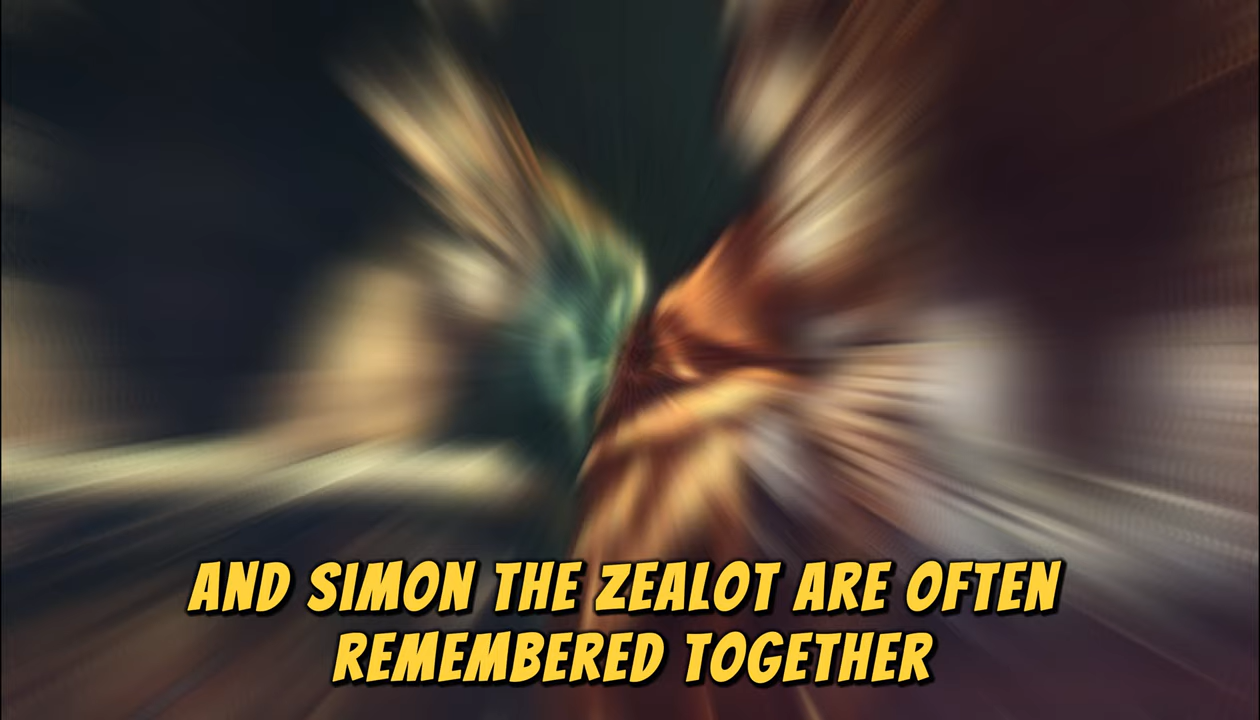 AND SIMON THE ZEALOT ARE OFTEN
REMEMBERED TOGETHER